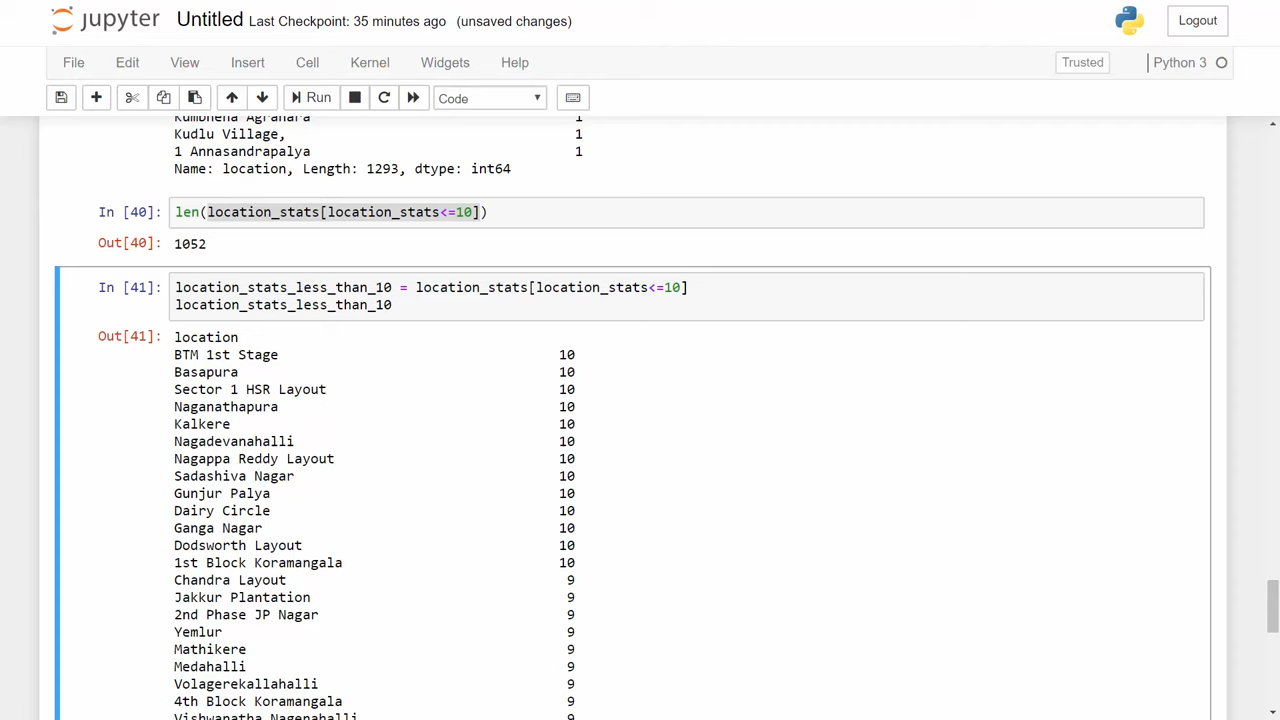 jupyter Untitled Last Checkpoint: 35 minutes ago (unsaved changes) Logout
File Edit View Insert Cell Kernel Widgets Help Trusted Python 3
Run Code
Kumbhena Agrahara 1
Kudlu Village, 1
1 Annasandrapalya 1
Name: location, Length: 1293, dtype: int64
In [40]: len(location_stats[location_stats<=10])
Out[40]: 1052
In [41]: location_stats_less_than_10 = location_stats[location_stats<=10]
location_stats_less_than_10
Out[41]: location
BTM 1st Stage 10
Basapura 10
Sector 1 HSR Layout 10
Naganathapura 10
Kalkere 10
Nagadevanahalli 10
Nagappa Reddy Layout 10
Sadashiva Nagar 10
Gunjur Palya 10
Dairy Circle 10
Ganga Nagar 10
Dodsworth Layout 10
1st Block Koramangala 10
Chandra Layout 9
Jakkur Plantation 9
2nd Phase JP Nagar 9
Yemlur 9
Mathikere 9
Medahalli 9
Volagerekallahalli 9
4th Block Koramangala 9
Vishwanatha Nagenahalli 9